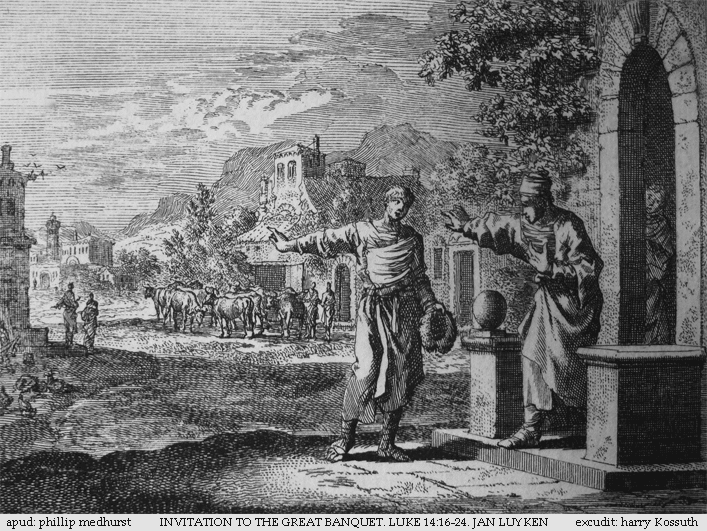 apud: phillip medhurst INVITATION TO THE GREAT BANQUET. LUKE 14:16-24. JAN LUYKEN excudit: harry Kossuth